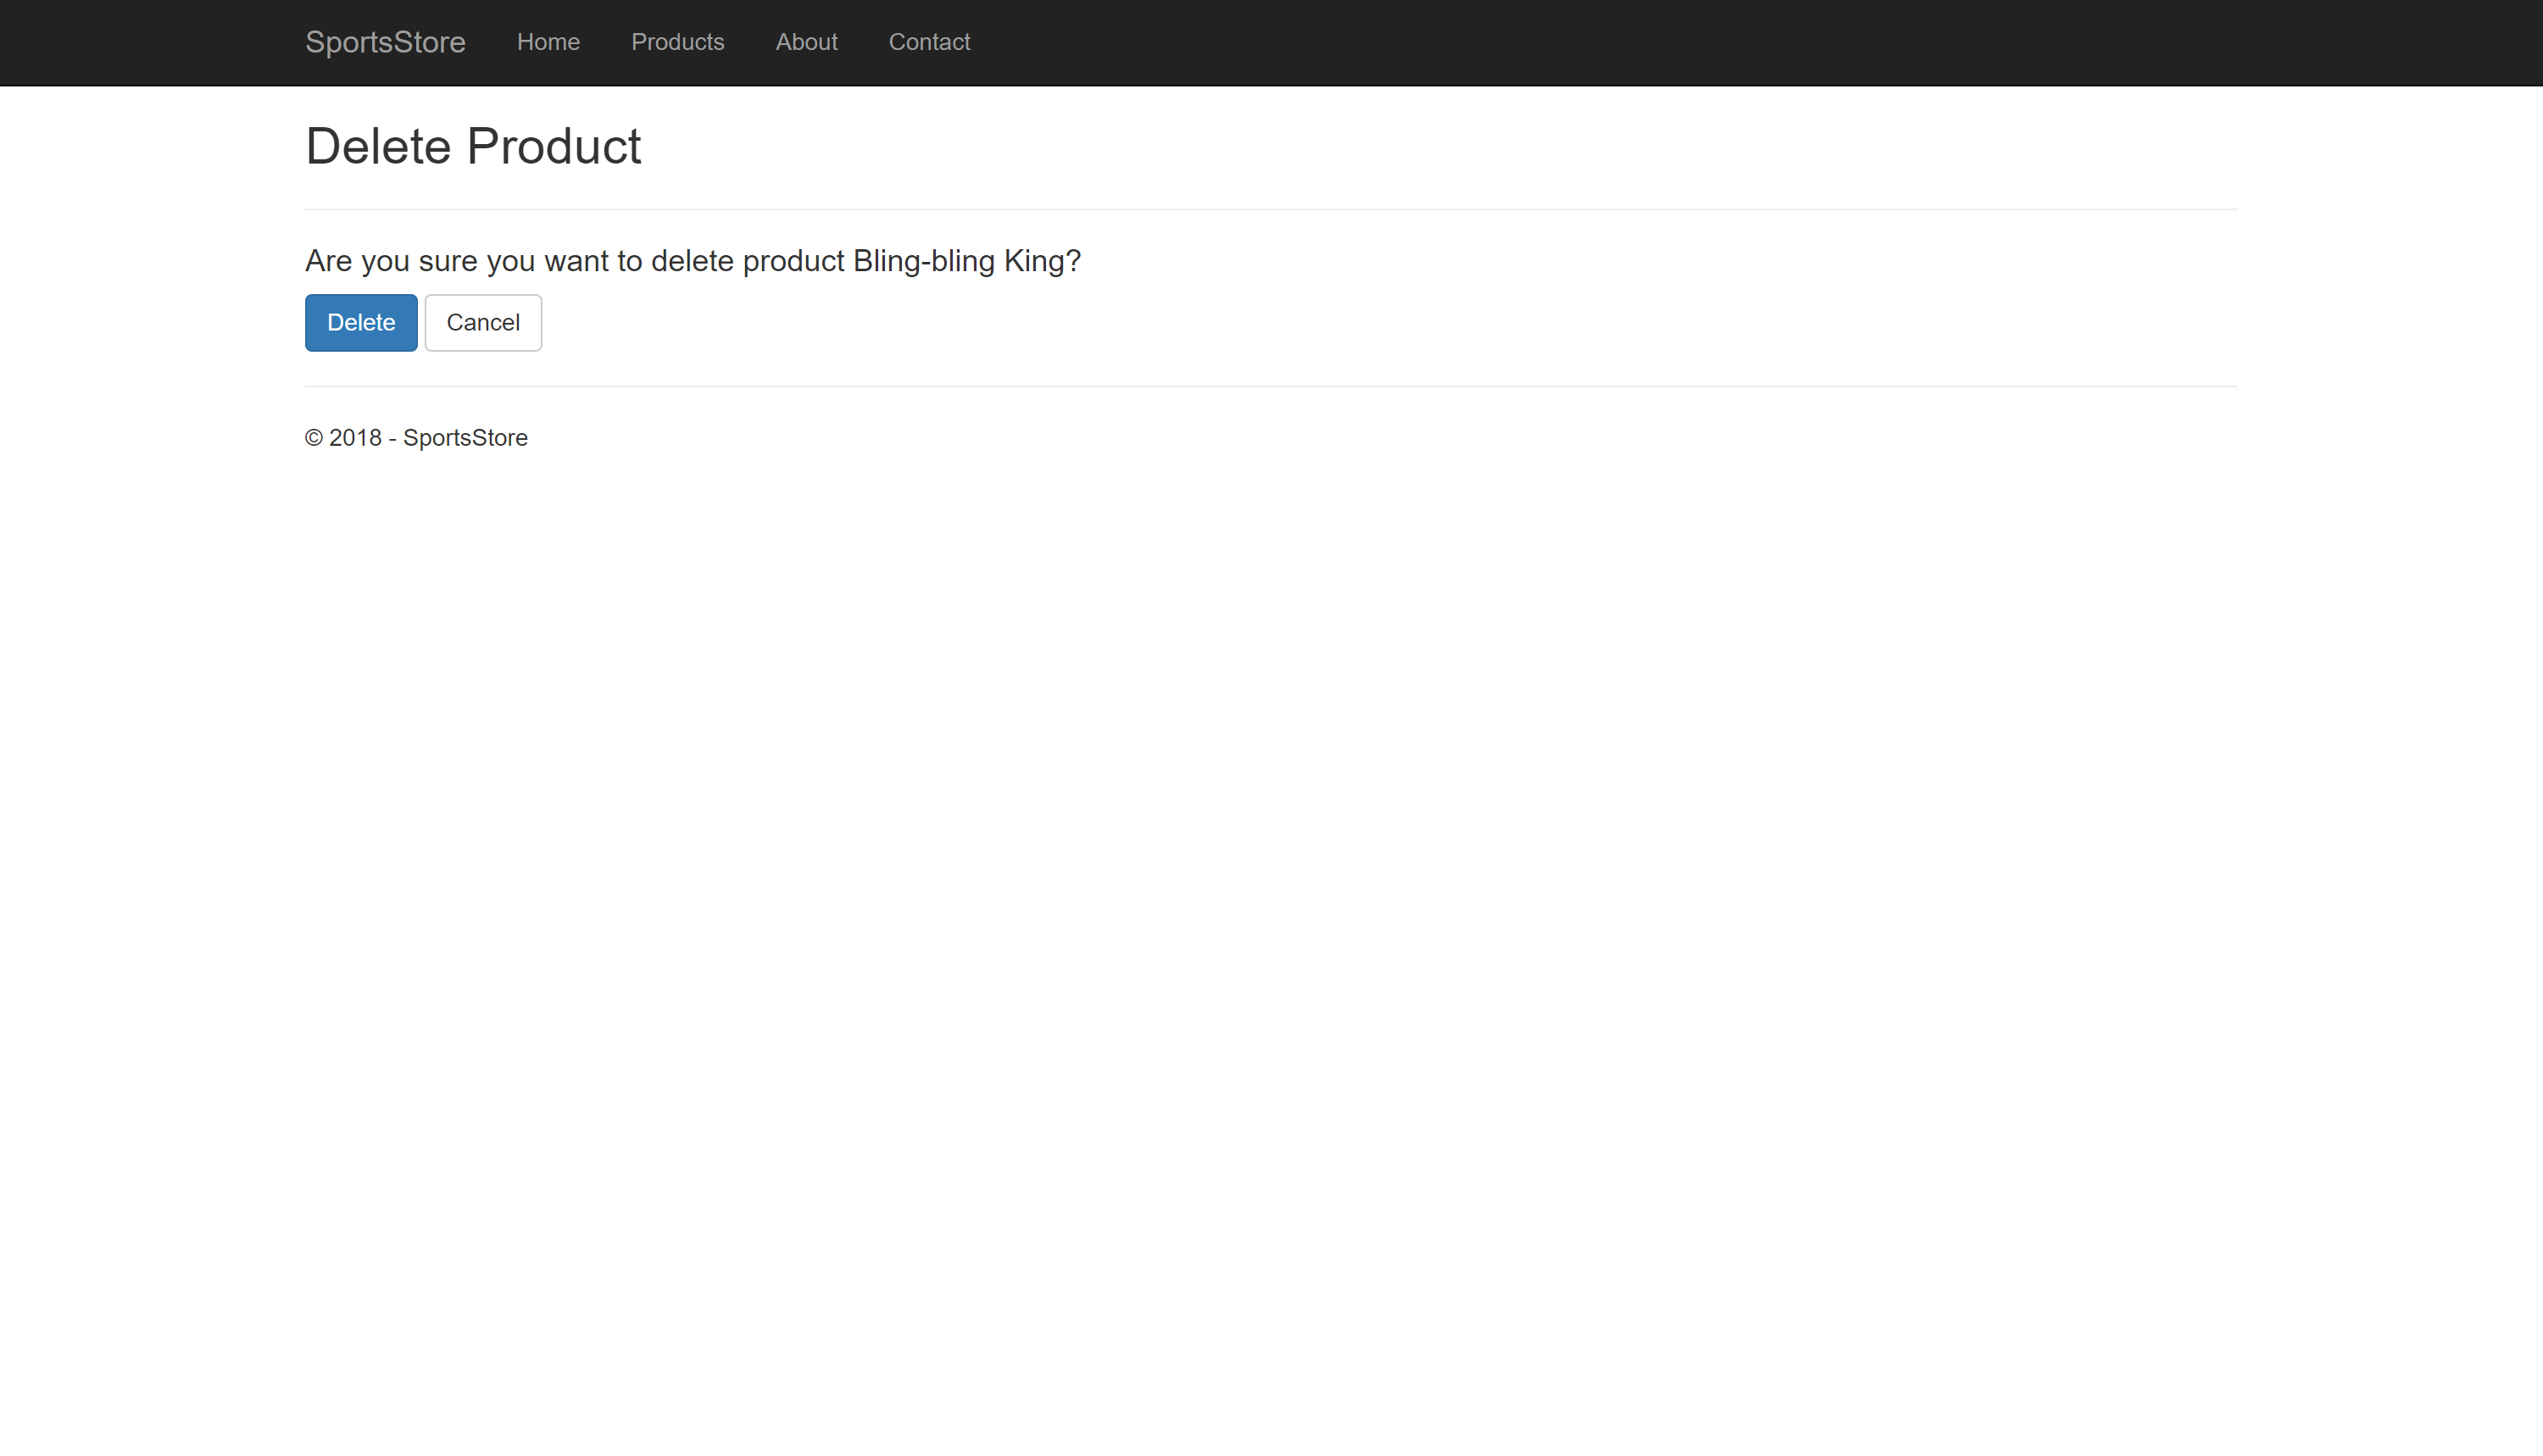 SportsStore Home Products About Contact
Delete Product
Are you sure you want to delete product Bling-bling King?
Delete Cancel
© 2018 - SportsStore